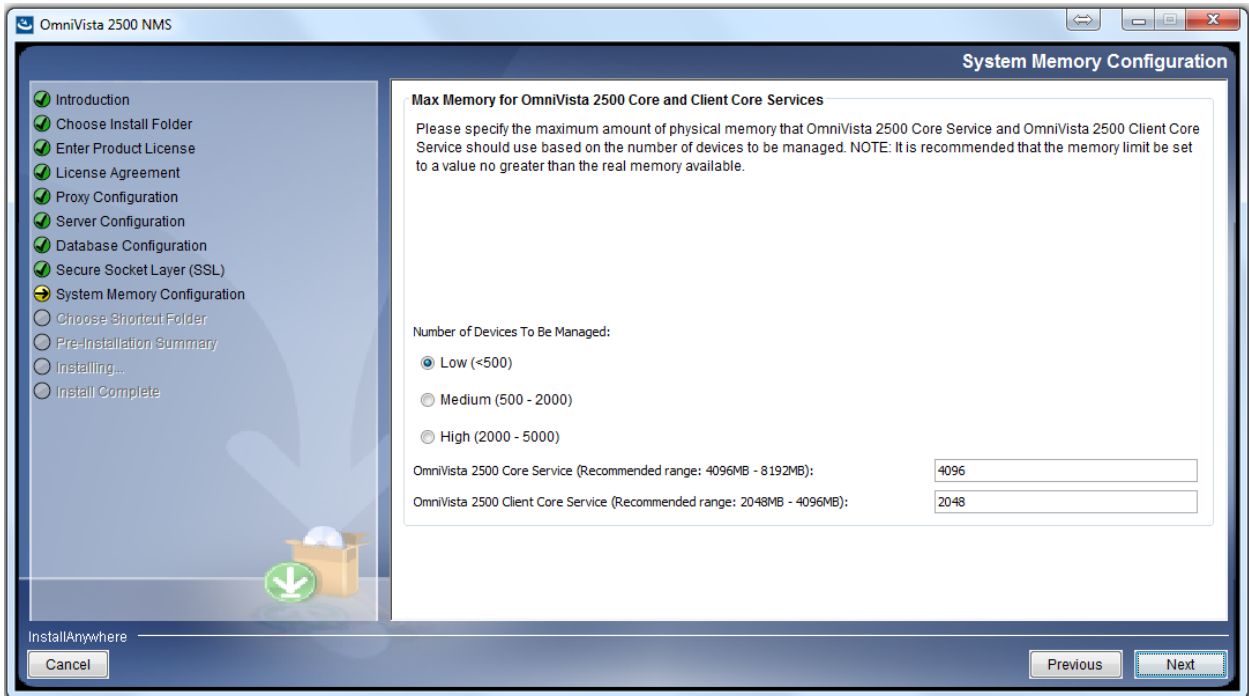 OmniVista 2500 NMS
System Memory Configuration
Introduction
Choose Install Folder
Enter Product License
License Agreement
Proxy Configuration
Server Configuration
Database Configuration
Secure Socket Layer (SSL)
System Memory Configuration
Choose Shortcut Folder
Pre-Installation Summary
Installing...
Install Complete
Max Memory for OmniVista 2500 Core and Client Core Services
Please specify the maximum amount of physical memory that OmniVista 2500 Core Service and OmniVista 2500 Client Core
Service should use based on the number of devices to be managed. NOTE: It is recommended that the memory limit be set
to a value no greater than the real memory available.
Number of Devices To Be Managed:
Low (<500)
Medium (500 - 2000)
High (2000 - 5000)
OmniVista 2500 Core Service (Recommended range: 4096MB - 8192MB): 4096
OmniVista 2500 Client Core Service (Recommended range: 2048MB - 4096MB): 2048
InstallAnywhere
Cancel Previous Next